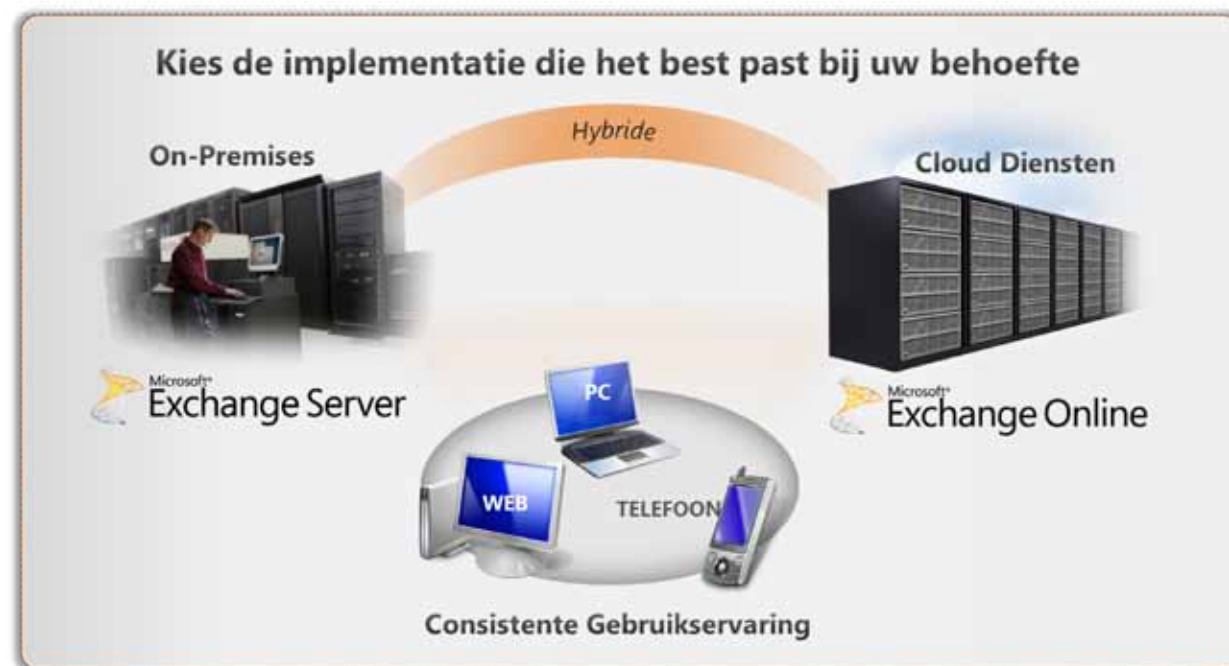 Kies de implementatie die het best past bij uw behoefte
Hybride
On-Premises
Cloud Diensten
Microsoft®
Exchange Server
Microsoft®
Exchange Online
PC
WEB
TELEFOON
Consistente Gebruikservaring